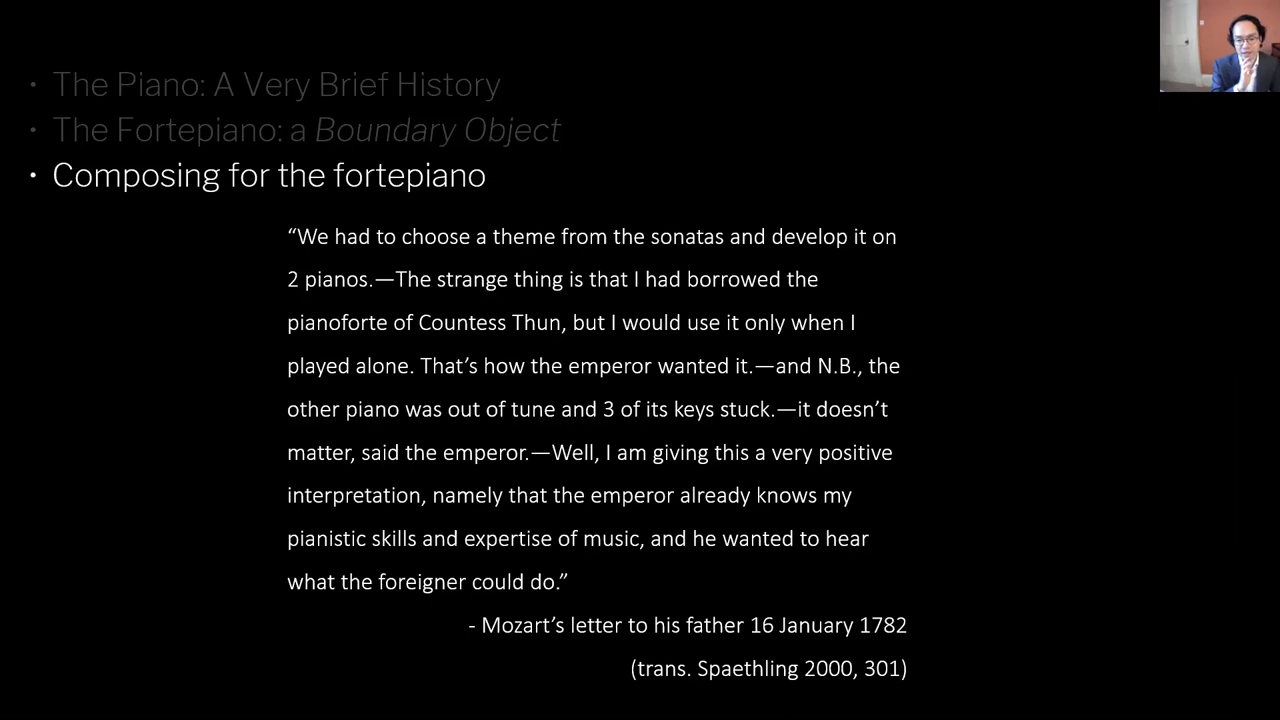 • The Piano: A Very Brief History
• The Fortepiano: a Boundary Object
• Composing for the fortepiano
“We had to choose a theme from the sonatas and develop it on
2 pianos.—The strange thing is that I had borrowed the
pianoforte of Countess Thun, but I would use it only when I
played alone. That’s how the emperor wanted it.—and N.B., the
other piano was out of tune and 3 of its keys stuck.—it doesn’t
matter, said the emperor.—Well, I am giving this a very positive
interpretation, namely that the emperor already knows my
pianistic skills and expertise of music, and he wanted to hear
what the foreigner could do.”
- Mozart’s letter to his father 16 January 1782
(trans. Spaethling 2000, 301)